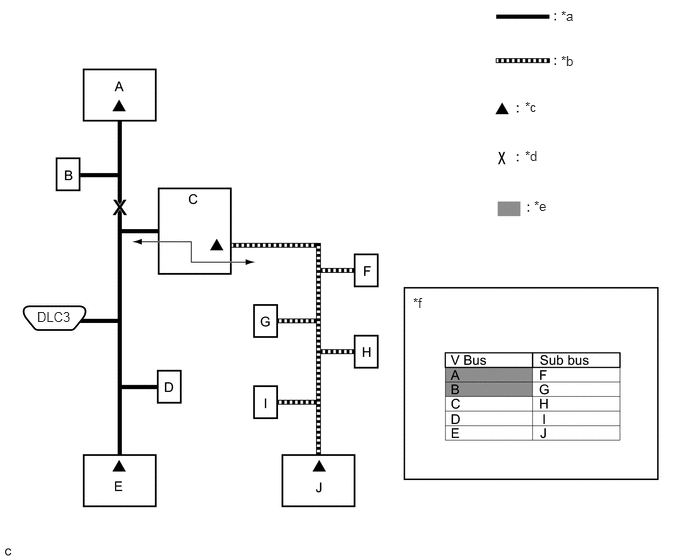 : *a
: *b
: *c
: *d
: *e
A
B
X
C
DLC3
D
E
F
G
H
I
J
*f
V Bus Sub bus
A F
B G
C H
D I
E J
c